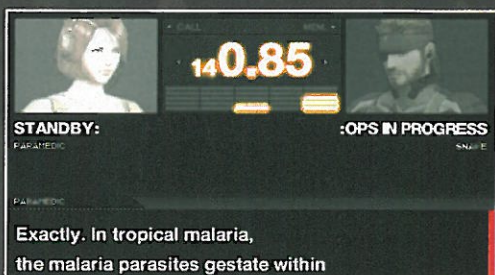 CALL MEM
140.85
STANDBY: :OPS IN PROGRESS
PARAMEDIC SNAKE
PARAMEDIC
Exactly. In tropical malaria,
the malaria parasites gestate within